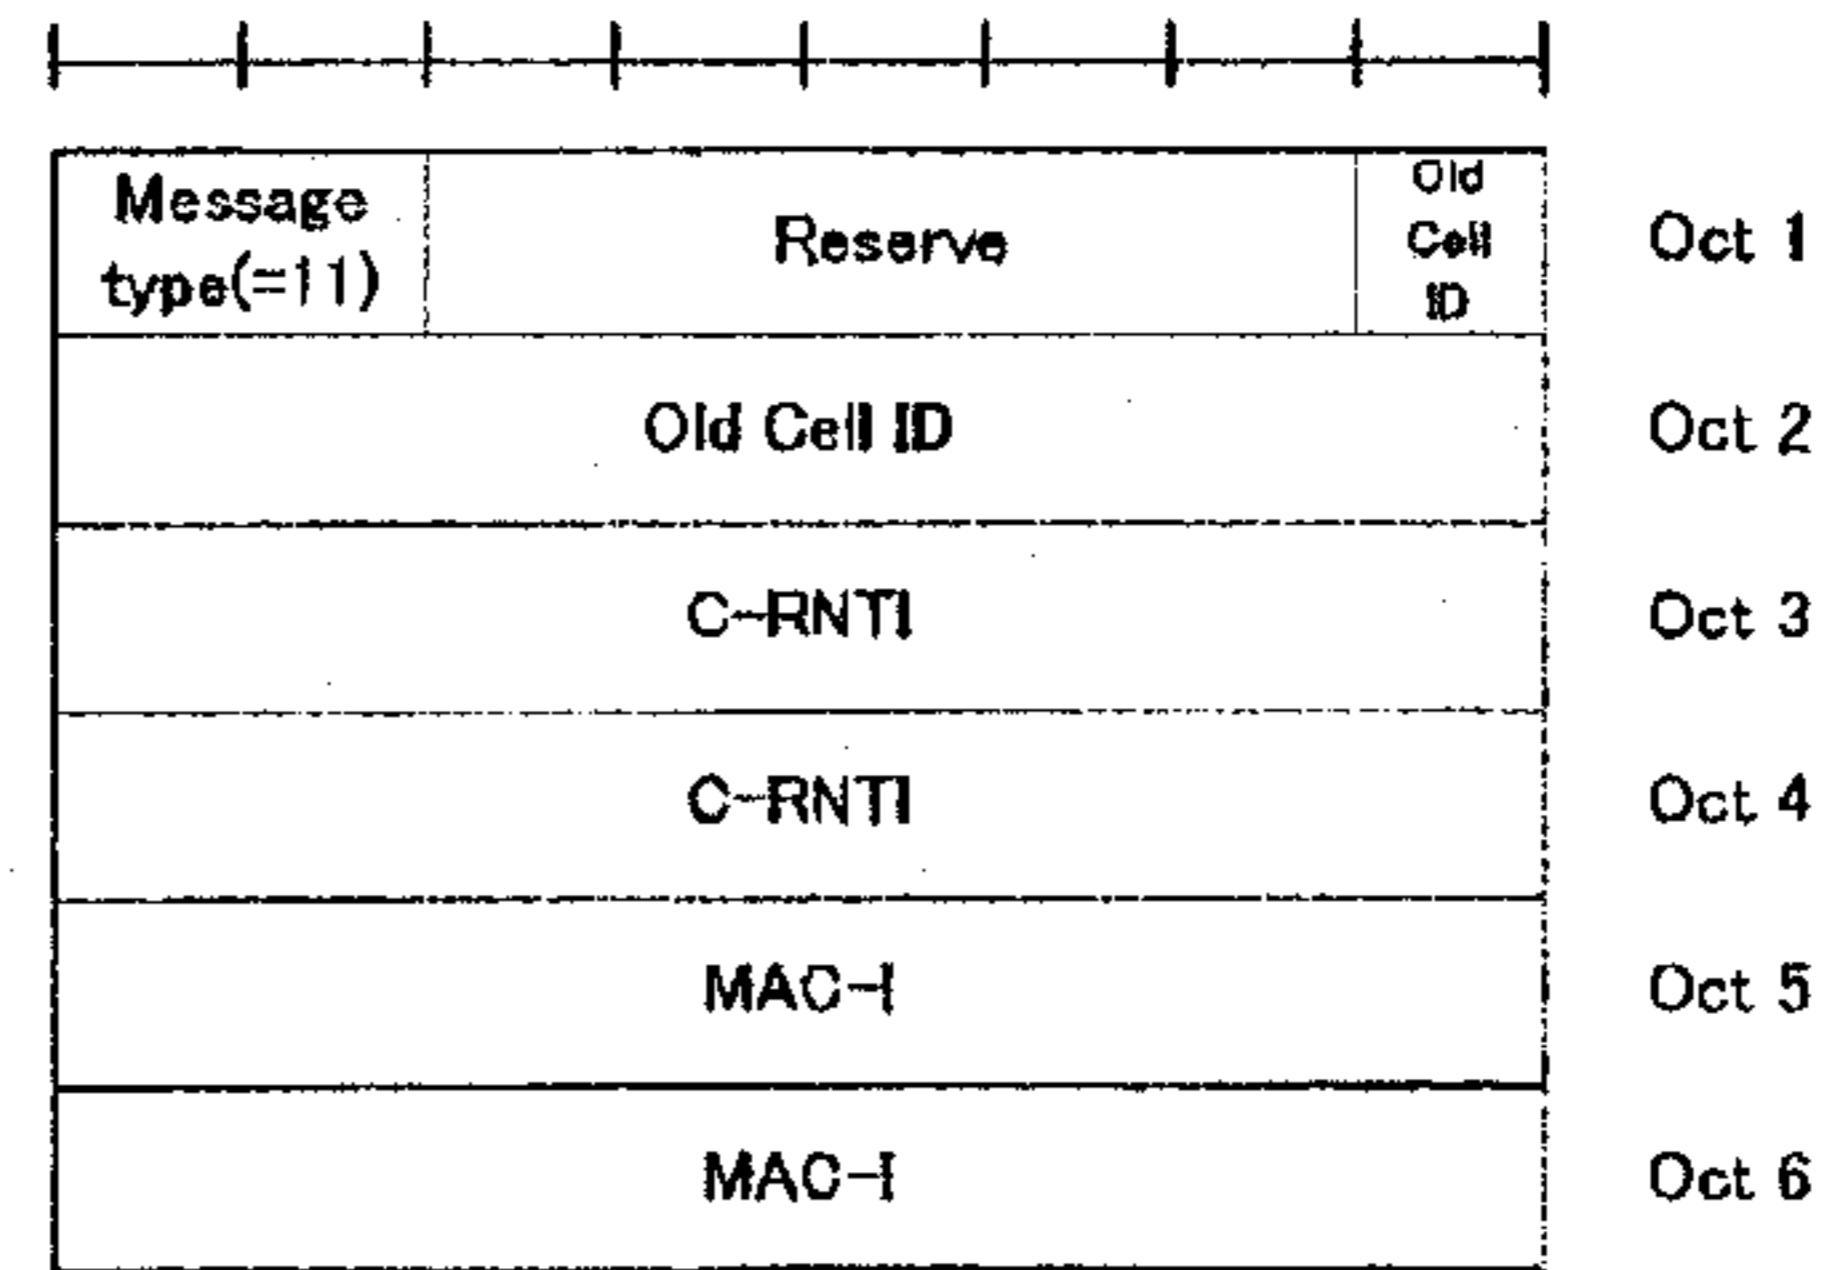 Message
type(=11)
Reserve
Old
Cell
ID
Oct 1
Old Cell ID
Oct 2
C-RNTI
Oct 3
C-RNTI
Oct 4
MAC-I
Oct 5
MAC-I
Oct 6